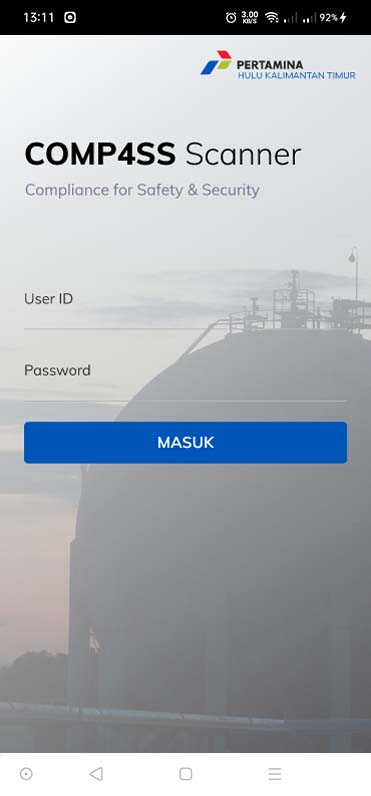 13:11
3.00 KB/S
92%
PERTAMINA
HULU KALIMANTAN TIMUR
COMP4SS Scanner
Compliance for Safety & Security
User ID
Password
MASUK